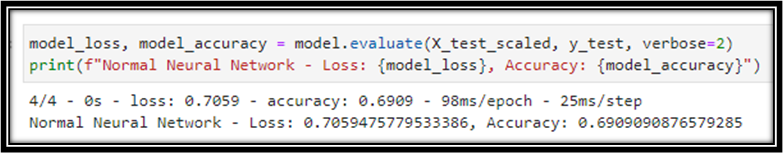 model_loss, model_accuracy = model.evaluate(X_test_scaled, y_test, verbose=2)
print(f"Normal Neural Network - Loss: {model_loss}, Accuracy: {model_accuracy}")
4/4 - 0s - loss: 0.7059 - accuracy: 0.6909 - 98ms/epoch - 25ms/step
Normal Neural Network - Loss: 0.7059475779533386, Accuracy: 0.6909090876579285